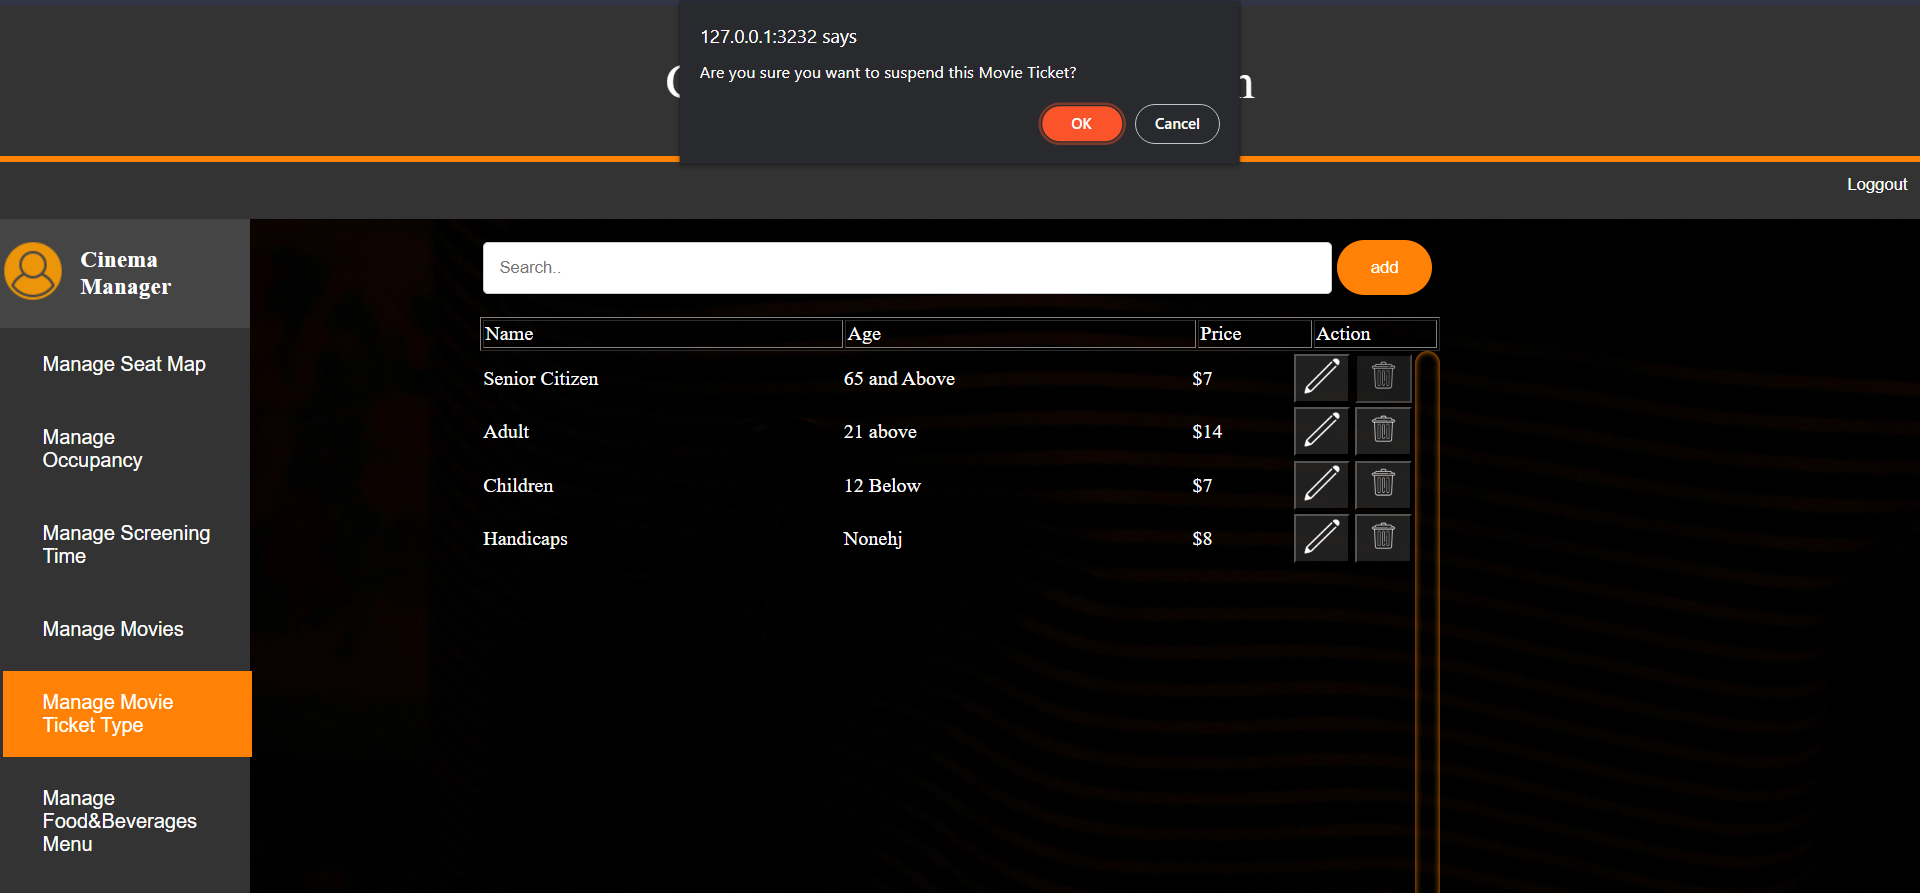 127.0.0.1:3232 says
Are you sure you want to suspend this Movie Ticket?
OK Cancel
Loggout
Cinema
Manager
Manage Seat Map
Manage
Occupancy
Manage Screening
Time
Manage Movies
Manage Movie
Ticket Type
Manage
Food&Beverages
Menu
Search..
add
Name Age Price Action
Senior Citizen 65 and Above $7
Adult 21 above $14
Children 12 Below $7
Handicaps Nonehj $8